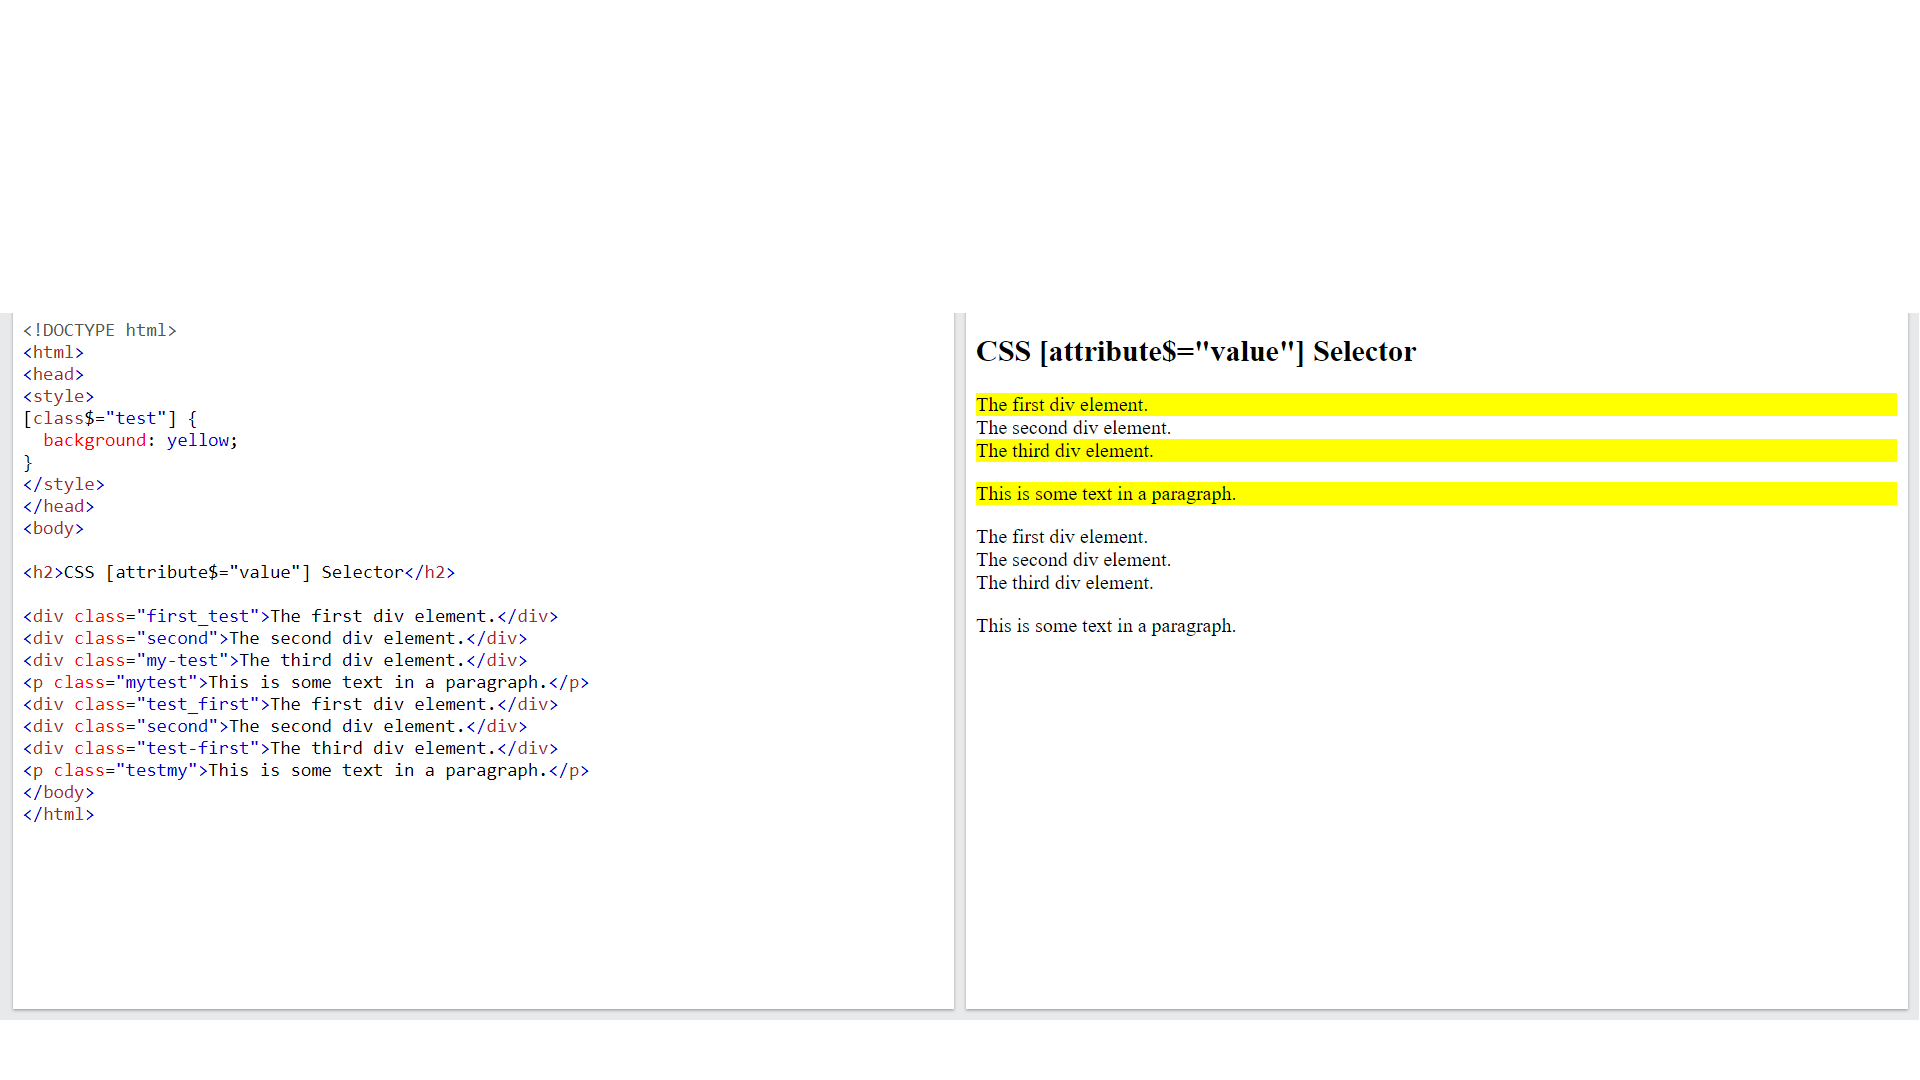 <!DOCTYPE html>
<html>
<head>
<style>
[class$="test"] {
  background: yellow;
}
</style>
</head>
<body>

<h2>CSS [attribute$="value"] Selector</h2>

<div class="first_test">The first div element.</div>
<div class="second">The second div element.</div>
<div class="my-test">The third div element.</div>
<p class="mytest">This is some text in a paragraph.</p>
<div class="test_first">The first div element.</div>
<div class="second">The second div element.</div>
<div class="test-first">The third div element.</div>
<p class="testmy">This is some text in a paragraph.</p>
</body>
</html>
CSS [attribute$="value"] Selector
The first div element.
The second div element.
The third div element.
This is some text in a paragraph.
The first div element.
The second div element.
The third div element.
This is some text in a paragraph.